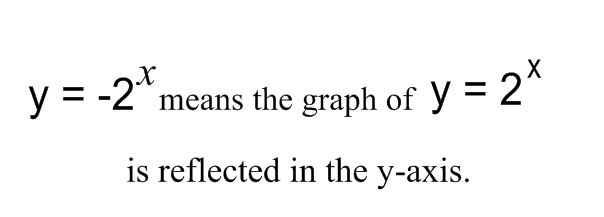 y = -2^x means the graph of y = 2^x
is reflected in the y-axis.